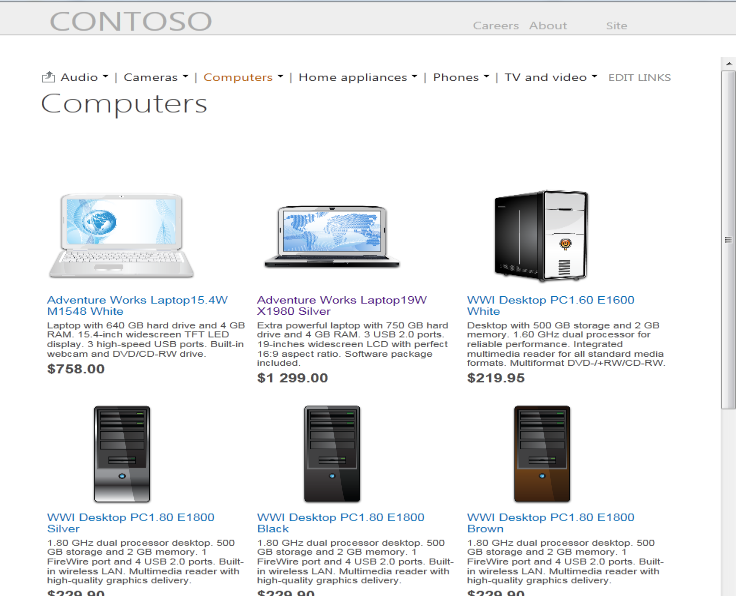 CONTOSO
Careers About Site
Audio | Cameras | Computers | Home appliances | Phones | TV and video EDIT LINKS
Computers
Adventure Works Laptop15.4W
M1548 White
Laptop with 640 GB hard drive and 4 GB
RAM. 15.4-inch widescreen TFT LED
display. 3 high-speed USB ports. Built-in
webcam and DVD/CD-RW drive.
$758.00
Adventure Works Laptop19W
X1980 Silver
Extra powerful laptop with 750 GB hard
drive and 4 GB RAM. 3 USB 2.0 ports.
19-inches widescreen LCD with perfect
16:9 aspect ratio. Software package
included.
$1 299.00
WWI Desktop PC1.60 E1600
White
Desktop with 500 GB storage and 2 GB
memory. 1.60 GHz dual processor for
reliable performance. Integrated
multimedia reader for all standard media
formats. Multiformat DVD-/+RW/CD-RW.
$219.95
WWI Desktop PC1.80 E1800
Silver
1.80 GHz dual processor desktop. 500
GB storage and 2 GB memory. 1
FireWire port and 4 USB 2.0 ports. Built-
in wireless LAN. Multimedia reader with
high-quality graphics delivery.
$229.90
WWI Desktop PC1.80 E1800
Black
1.80 GHz dual processor desktop. 500
GB storage and 2 GB memory. 1
FireWire port and 4 USB 2.0 ports. Built-
in wireless LAN. Multimedia reader with
high-quality graphics delivery.
$229.90
WWI Desktop PC1.80 E1800
Brown
1.80 GHz dual processor desktop. 500
GB storage and 2 GB memory. 1
FireWire port and 4 USB 2.0 ports. Built-
in wireless LAN. Multimedia reader with
high-quality graphics delivery.
$229.90